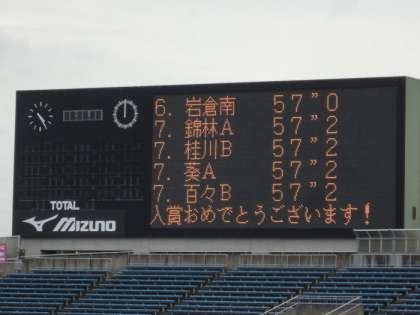 6. 岩倉南 57"0
7. 錦林A 57"2
7. 桂川B 57"2
7. 葵A 57"2
7. 百々B 57"2
入賞おめでとうございます!
TOTAL
MIZUNO